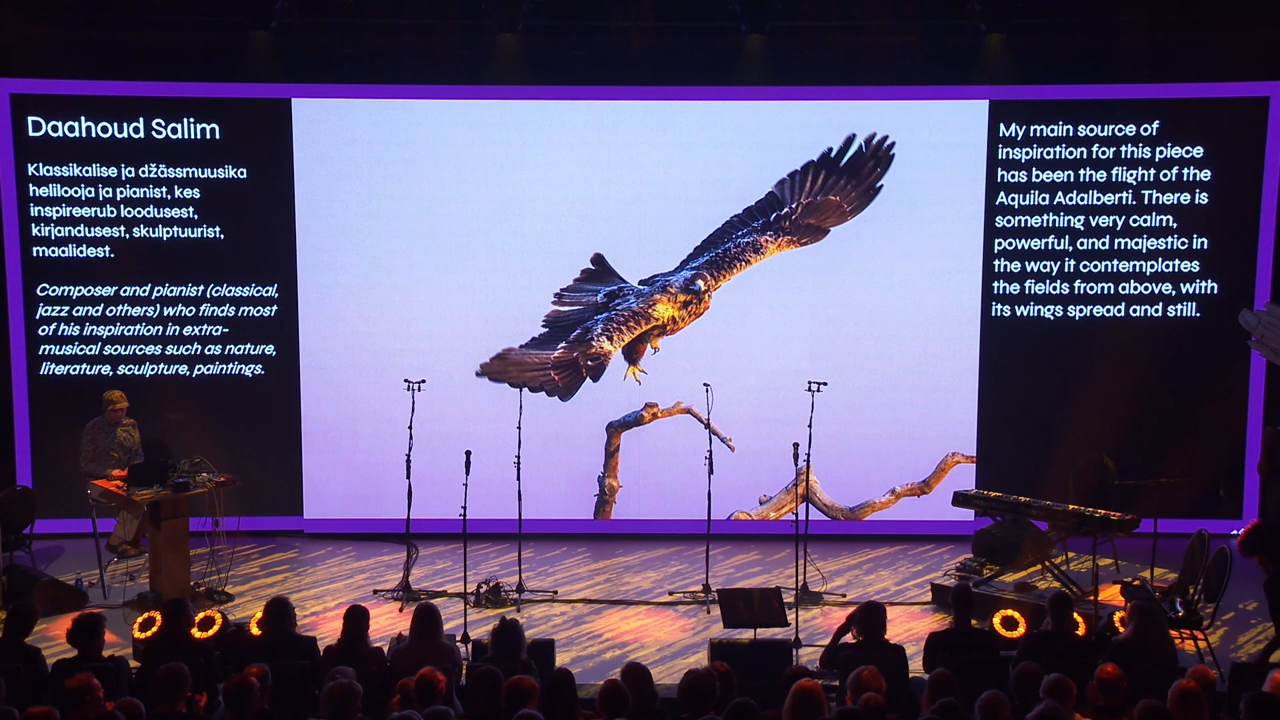 Daahoud Salim
Klassikalise ja džässmuusika
helilooja ja pianist, kes
inspireerub loodusest,
kirjandusest, skulptuurist,
maalidest.
Composer and pianist (classical,
jazz and others) who finds most
of his inspiration in extra-
musical sources such as nature,
literature, sculpture, paintings.
My main source of
inspiration for this piece
has been the flight of the
Aquila Adalberti. There is
something very calm,
powerful, and majestic in
the way it contemplates
the fields from above, with
its wings spread and still.